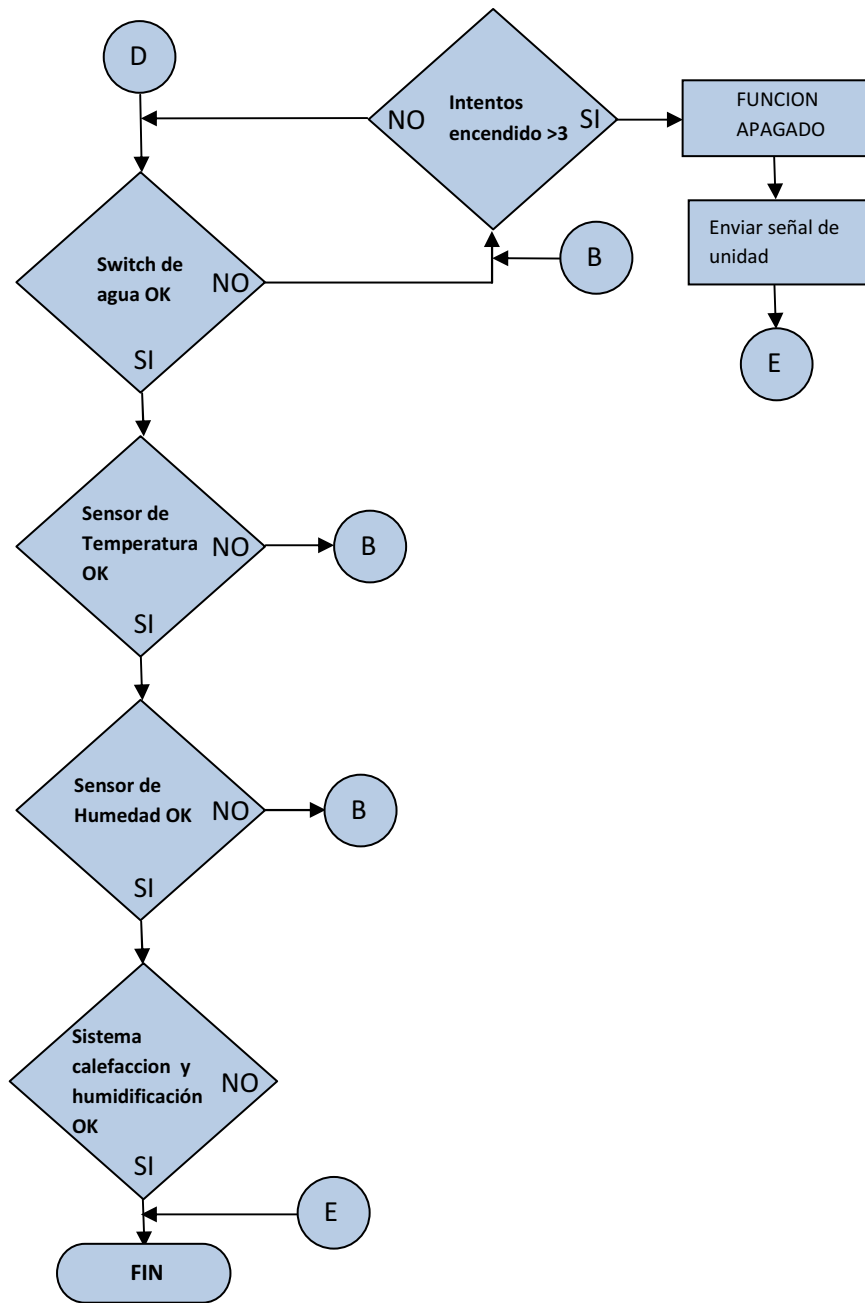 D
Intentos
encendido >3
NO
SI
FUNCION
APAGADO
Enviar señal de
unidad
B
E
Switch de
agua OK
NO
SI
Sensor de
Temperatura
OK
NO
SI
B
Sensor de
Humedad OK
NO
SI
B
Sistema
calefaccion y
humidificación
OK
NO
SI
E
FIN